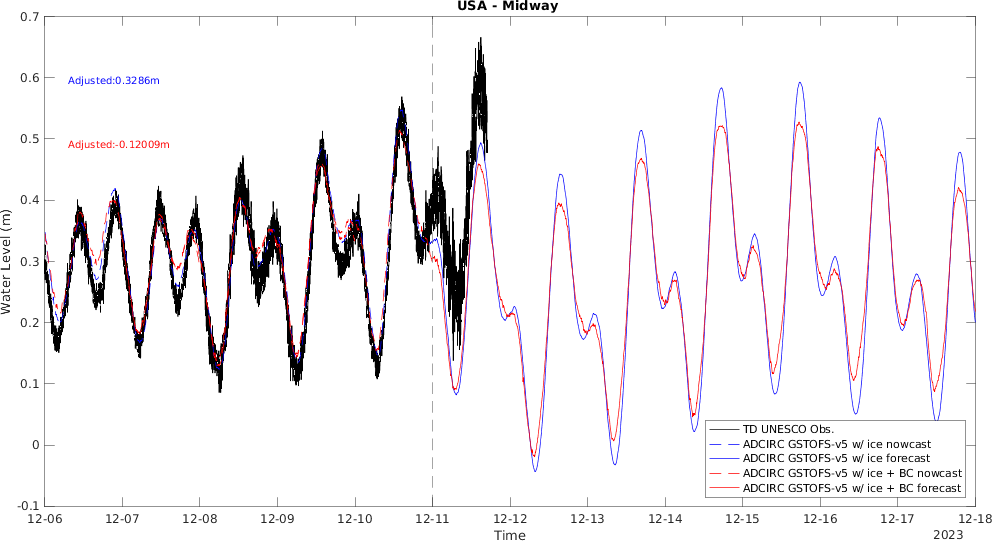 USA - Midway
0.7
0.6
0.5
0.4
0.3
0.2
0.1
0
-0.1
Water Level (m)
Adjusted:0.3286m
Adjusted:-0.12009m
TD UNESCO Obs.
ADCIRC GSTOFS-v5 w/ ice nowcast
ADCIRC GSTOFS-v5 w/ ice forecast
ADCIRC GSTOFS-v5 w/ ice + BC nowcast
ADCIRC GSTOFS-v5 w/ ice + BC forecast
12-06 12-07 12-08 12-09 12-10 12-11 12-12 12-13 12-14 12-15 12-16 12-17 12-18
Time
2023